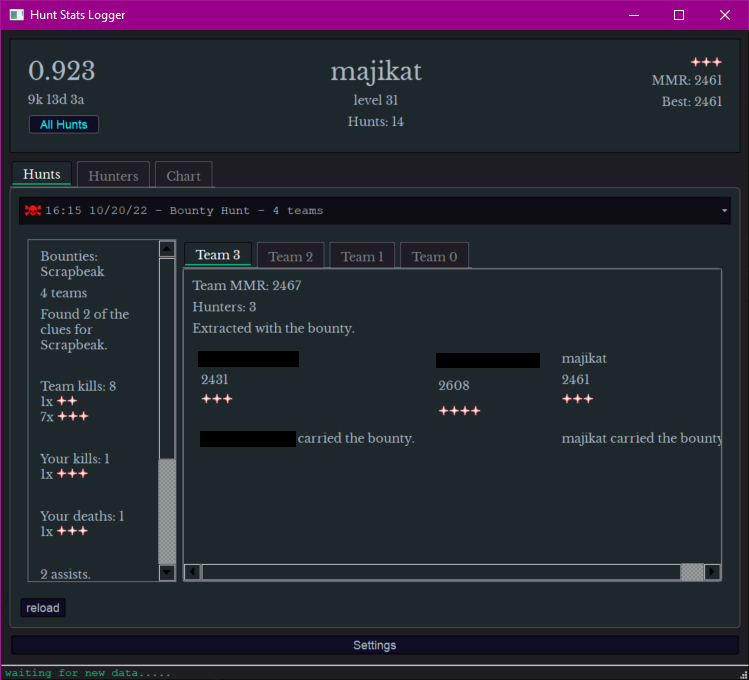 Hunt Stats Logger
0.923
9k 13d 3a
All Hunts
majikat
level 31
Hunts: 14
MMR: 2461
Best: 2461
Hunts
Hunters
Chart
16:15 10/20/22 - Bounty Hunt - 4 teams
Bounties:
Scrapbeak
4 teams
Found 2 of the
clues for
Scrapbeak.
Team kills: 8
1x
7x
Your kills: 1
1x
Your deaths: 1
1x
2 assists.
Team 3
Team 2
Team 1
Team 0
Team MMR: 2467
Hunters: 3
Extracted with the bounty.
2431
carried the bounty.
2608
majikat
2461
majikat carried the bounty
reload
Settings
waiting for new data.....